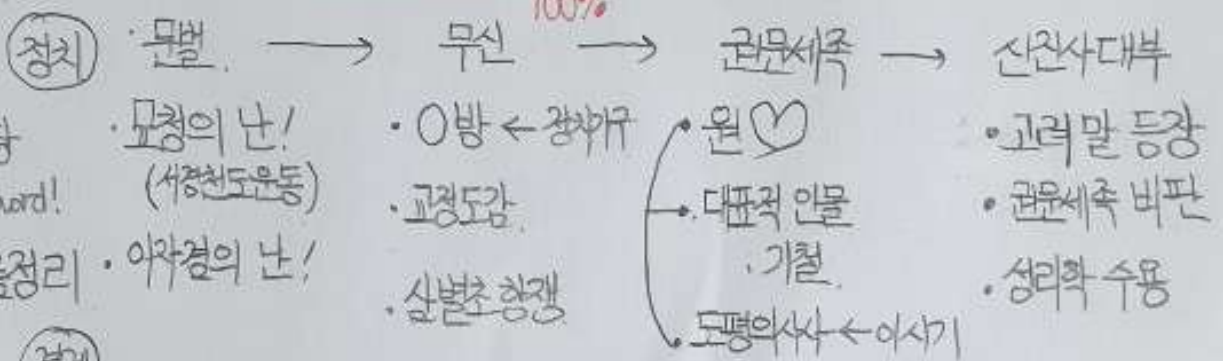 100%
정치 · 문벌 → 무신 → 권문세족 → 신진사대부
· 묘청의 난! · O방 ← 정치기구 · 원♡ · 고려 말 등장
(서경천도운동) · 교정도감 · 대표적 인물 · 권문세족 비판
word!
· 기철
정리 · 이자겸의 난! · 삼별초 항쟁 · 성리학 수용
· 도평의사사 ← 이시기
경제